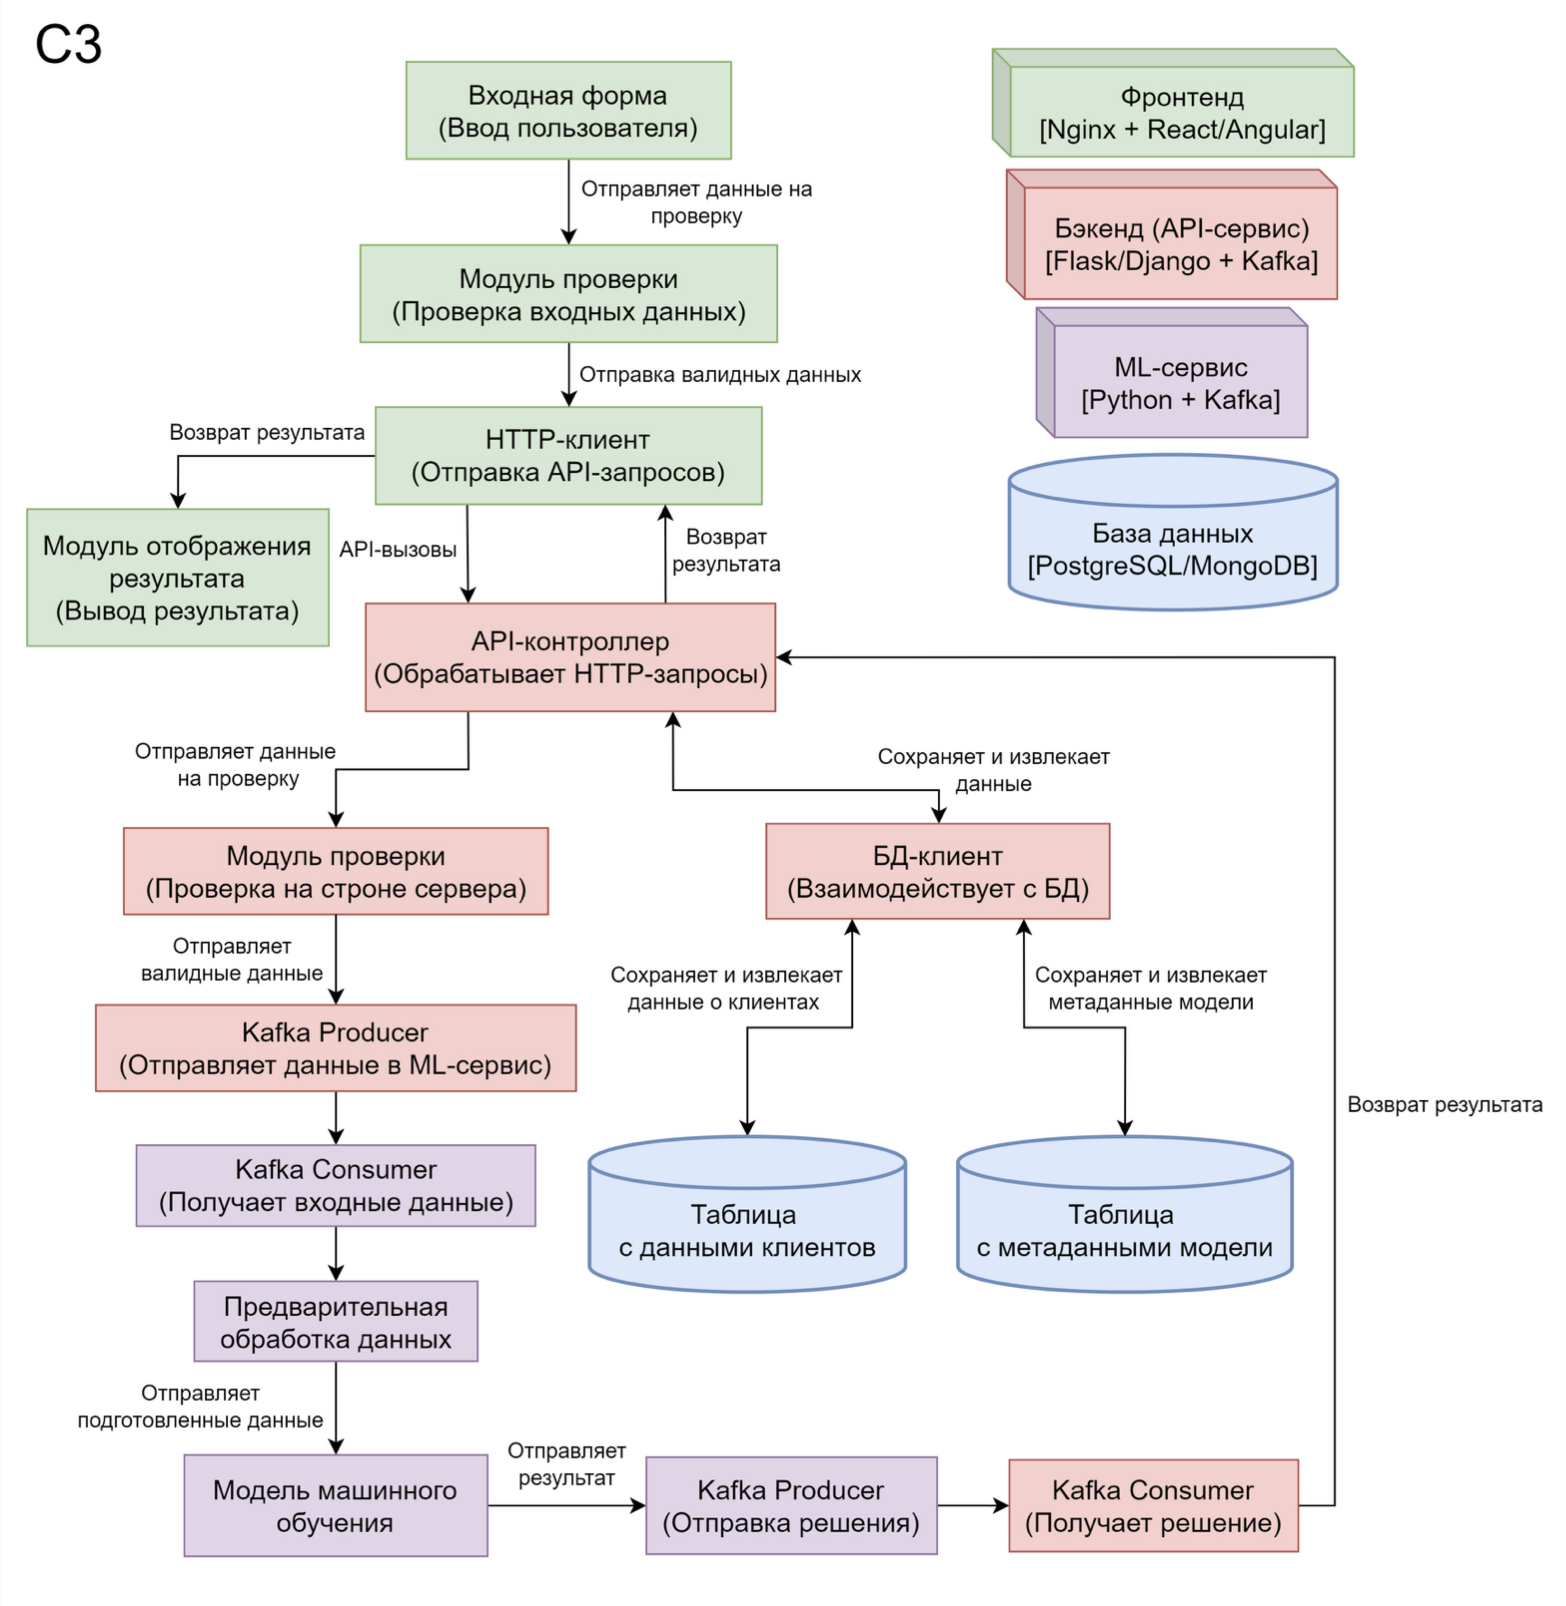 C3
Входная форма
(Ввод пользователя)
Отправляет данные на
проверку
Модуль проверки
(Проверка входных данных)
Отправка валидных данных
HTTP-клиент
(Отправка API-запросов)
Возврат результата
Модуль отображения
результата
(Вывод результата)
API-вызовы
Возврат
результата
API-контроллер
(Обрабатывает HTTP-запросы)
Отправляет данные
на проверку
Сохраняет и извлекает
данные
Модуль проверки
(Проверка на строне сервера)
БД-клиент
(Взаимодействует с БД)
Отправляет
валидные данные
Сохраняет и извлекает
данные о клиентах
Сохраняет и извлекает
метаданные модели
Kafka Producer
(Отправляет данные в ML-сервис)
Kafka Consumer
(Получает входные данные)
Таблица
с данными клиентов
Таблица
с метаданными модели
Возврат результата
Предварительная
обработка данных
Отправляет
подготовленные данные
Модель машинного
обучения
Отправляет
результат
Kafka Producer
(Отправка решения)
Kafka Consumer
(Получает решение)
Фронтенд
[Nginx + React/Angular]
Бэкенд (API-сервис)
[Flask/Django + Kafka]
ML-сервис
[Python + Kafka]
База данных
[PostgreSQL/MongoDB]